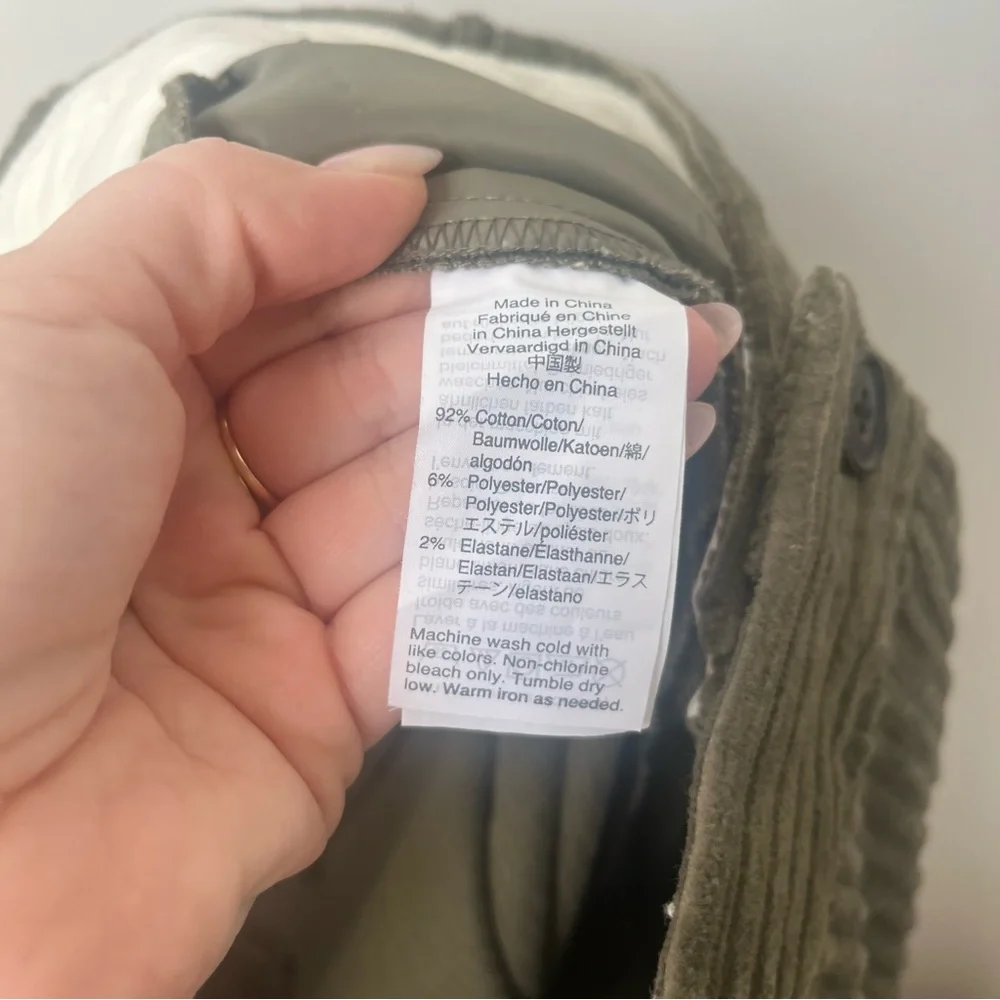 Made in China
Fabriqué en Chine
in China Hergestellt
Vervaardigd in China
中国製
Hecho en China
92% Cotton/Coton/
Baumwolle/Katoen/綿/
algodón
6% Polyester/Polyester/
Polyester/Polyester/ポリ
エステル/poliéster
2% Elastane/Élasthanne/
Elastan/Elastaan/エラス
テーン/elastano
Machine wash cold with
like colors. Non-chlorine
bleach only. Tumble dry
low. Warm iron as needed.